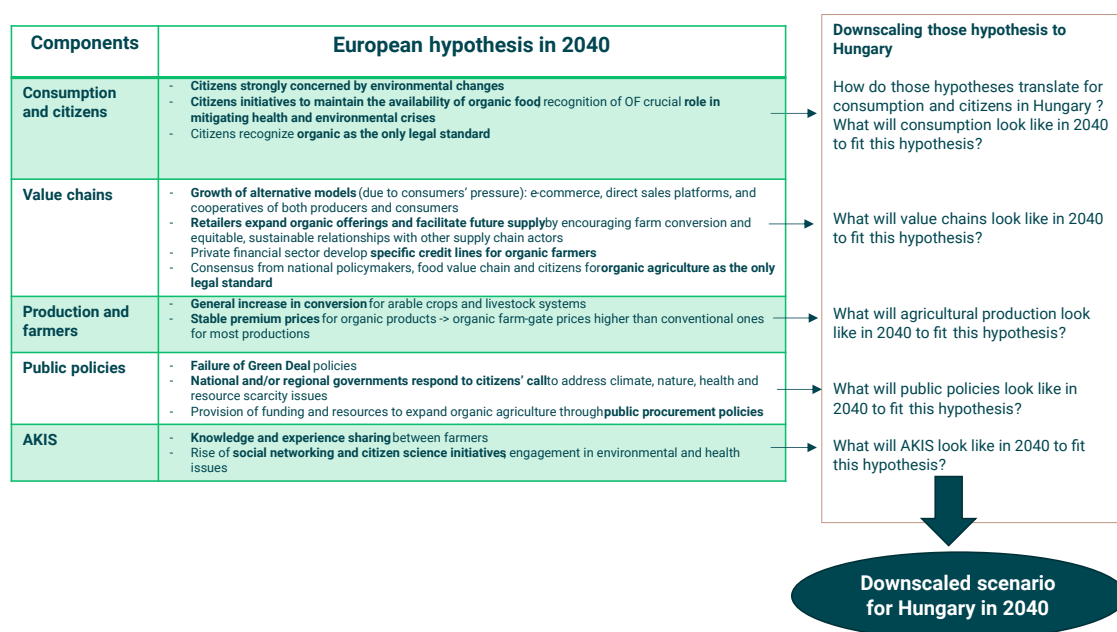 Components
European hypothesis in 2040
Consumption
and citizens
- Citizens strongly concerned by environmental changes
- Citizens initiatives to maintain the availability of organic food, recognition of OF crucial role in
mitigating health and environmental crises
- Citizens recognize organic as the only legal standard
Value chains
- Growth of alternative models (due to consumers' pressure): e-commerce, direct sales platforms, and
cooperatives of both producers and consumers
- Retailers expand organic offerings and facilitate future supply by encouraging farm conversion and
equitable, sustainable relationships with other supply chain actors
- Private financial sector develop specific credit lines for organic farmers
- Consensus from national policymakers, food value chain and citizens for organic agriculture as the only
legal standard
Production and
farmers
- General increase in conversion for arable crops and livestock systems
- Stable premium prices for organic products -> organic farm-gate prices higher than conventional ones
for most productions
Public policies
- Failure of Green Deal policies
- National and/or regional governments respond to citizens' call to address climate, nature, health and
resource scarcity issues
- Provision of funding and resources to expand organic agriculture through public procurement policies
AKIS
- Knowledge and experience sharing between farmers
- Rise of social networking and citizen science initiatives, engagement in environmental and health
issues
Downscaling those hypothesis to
Hungary
How do those hypotheses translate for
consumption and citizens in Hungary ?
What will consumption look like in 2040
to fit this hypothesis?
What will value chains look like in 2040
to fit this hypothesis?
What will agricultural production look
like in 2040 to fit this hypothesis?
What will public policies look like in
2040 to fit this hypothesis?
What will AKIS look like in 2040 to fit
this hypothesis?
Downscaled scenario
for Hungary in 2040